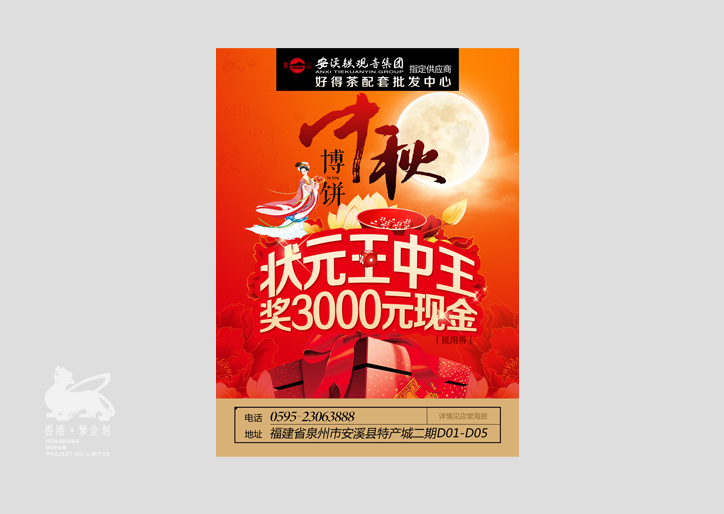 安溪铁观音集团
ANXI TIEKUANYIN GROUP 指定供应商
好得茶配套批发中心
中秋
博饼
状元王中王
奖3000元现金
[抵用券]
电话 0595-23063888
详情见店堂海报
地址 福建省泉州市安溪县特产城二期D01-D05
香港·梦企划
HONGKONG
DREAM
PROJECT CO.,LIMITED